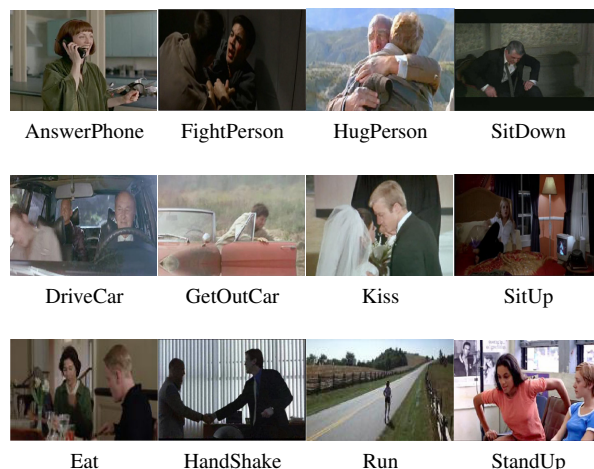 AnswerPhone FightPerson HugPerson SitDown
DriveCar GetOutCar Kiss SitUp
Eat HandShake Run StandUp